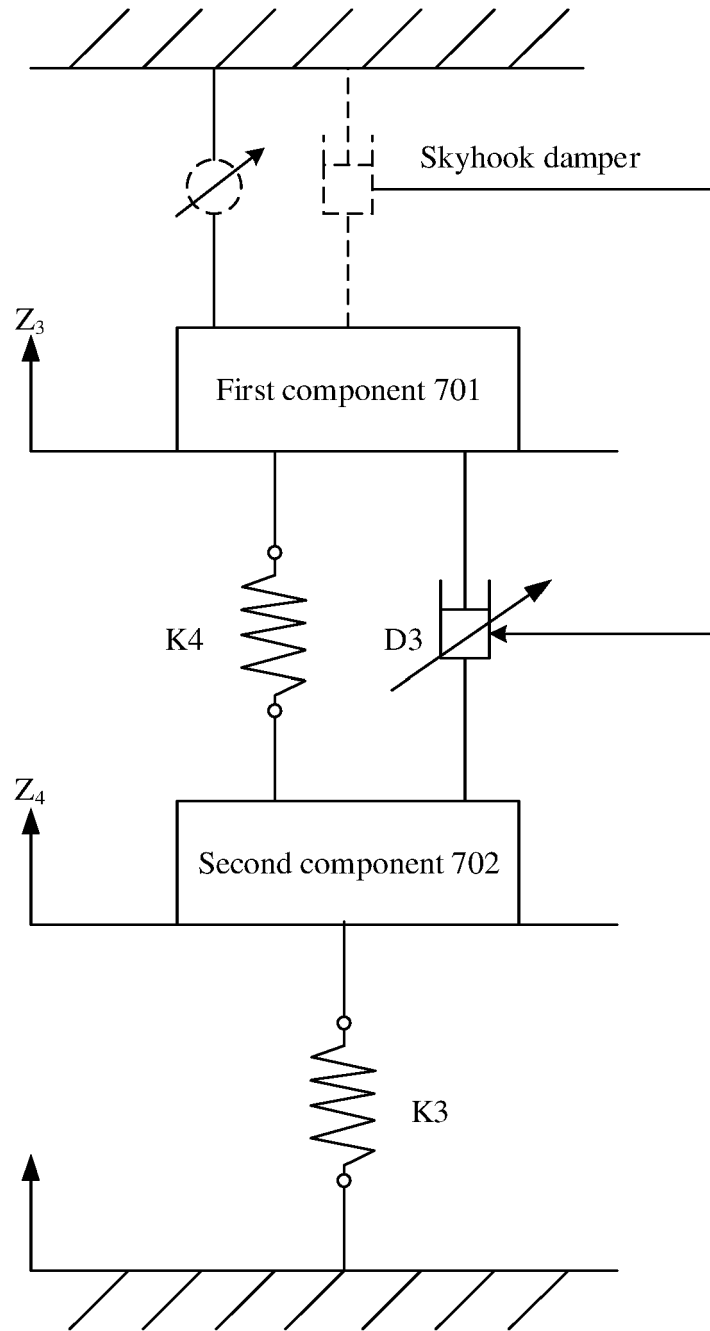 Skyhook damper
Z₃
First component 701
K4
D3
Z₄
Second component 702
K3